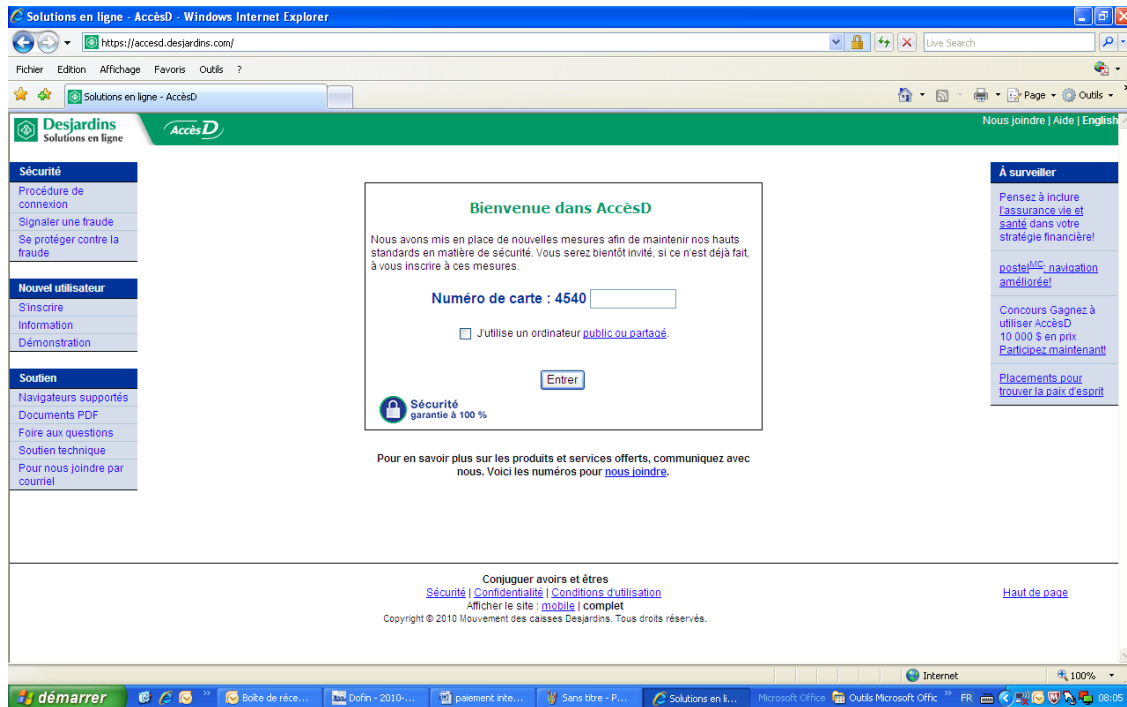 Solutions en ligne - AccèsD - Windows Internet Explorer
https://accesd.desjardins.com/
Live Search
Fichier Edition Affichage Favoris Outils ?
Solutions en ligne - AccèsD
Page Outils
Desjardins
Solutions en ligne
AccèsD
Nous joindre | Aide | English
Sécurité
Procédure de
connexion
Signaler une fraude
Se protéger contre la
fraude
Nouvel utilisateur
S'inscrire
Information
Démonstration
Soutien
Navigateurs supportés
Documents PDF
Foire aux questions
Soutien technique
Pour nous joindre par
courriel
Bienvenue dans AccèsD
Nous avons mis en place de nouvelles mesures afin de maintenir nos hauts
standards en matière de sécurité. Vous serez bientôt invité, si ce n'est déjà fait,
à vous inscrire à ces mesures.
Numéro de carte : 4540
J'utilise un ordinateur public ou partagé.
Entrer
Sécurité
garantie à 100 %
Pour en savoir plus sur les produits et services offerts, communiquez avec
nous. Voici les numéros pour nous joindre.
À surveiller
Pensez à inclure
l'assurance vie et
santé dans votre
stratégie financière!
postel MC: navigation
améliorée!
Concours Gagnez à
utiliser AccèsD
10 000 $ en prix
Participez maintenant!
Placements pour
trouver la paix d'esprit
Conjuguer avoirs et êtres
Sécurité | Confidentialité | Conditions d'utilisation
Afficher le site : mobile | complet
Copyright © 2010 Mouvement des caisses Desjardins. Tous droits réservés.
Haut de page
Internet
100%
démarrer
Boîte de réce...
Dofin - 2010-...
paiement inte...
Sans titre - P...
Solutions en li...
Microsoft Office
Outils Microsoft Offic
FR
08:05